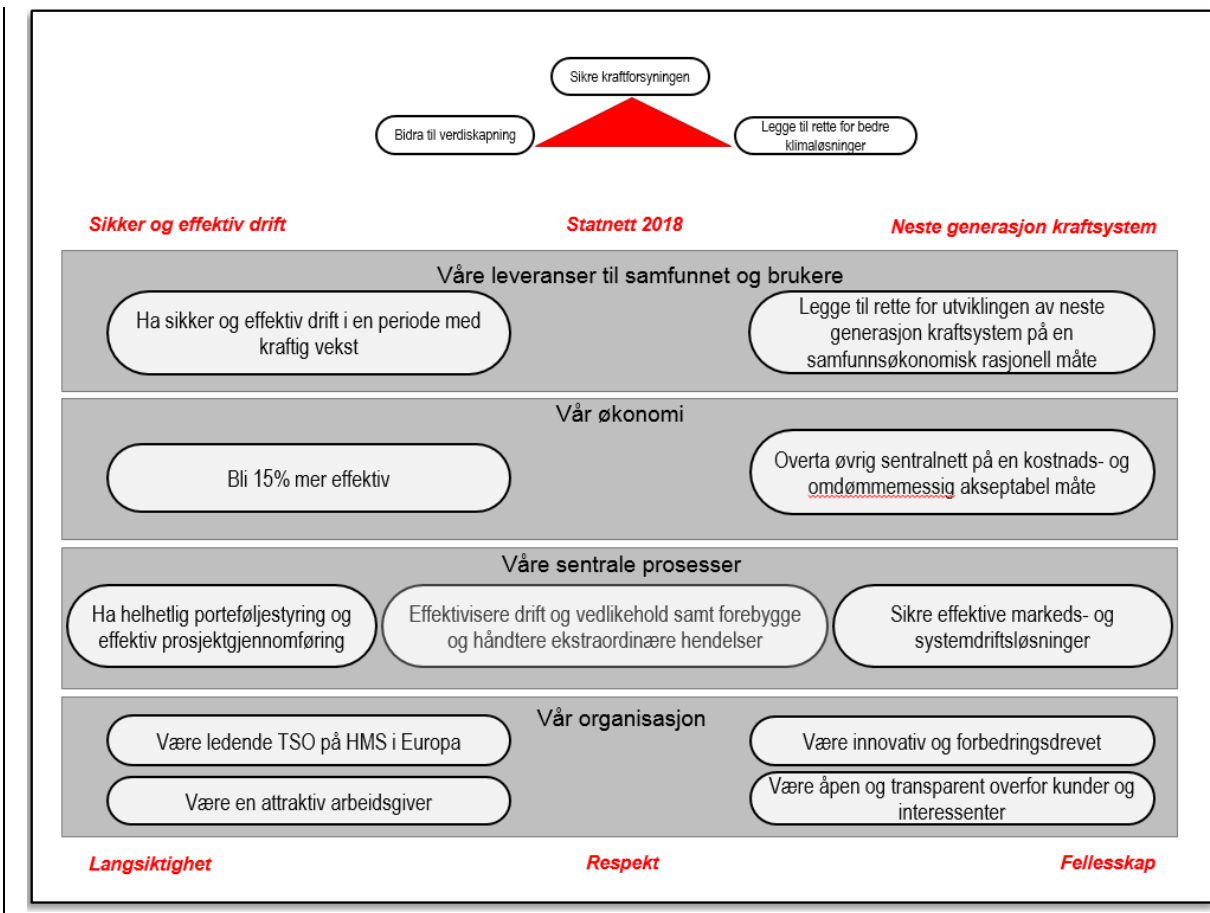 Sikre kraftforsyningen
Bidra til verdiskapning
Legge til rette for bedre
klimaløsninger
Sikker og effektiv drift
Statnett 2018
Neste generasjon kraftsystem
Våre leveranser til samfunnet og brukere
Ha sikker og effektiv drift i en periode med
kraftig vekst
Legge til rette for utviklingen av neste
generasjon kraftsystem på en
samfunnsøkonomisk rasjonell måte
Vår økonomi
Bli 15% mer effektiv
Overta øvrig sentralnett på en kostnads- og
omdømmemessig akseptabel måte
Våre sentrale prosesser
Ha helhetlig porteføljestyring og
effektiv prosjektgjennomføring
Effektivisere drift og vedlikehold samt forebygge
og håndtere ekstraordinære hendelser
Sikre effektive markeds- og
systemdriftsløsninger
Vår organisasjon
Være ledende TSO på HMS i Europa
Være innovativ og forbedringsdrevet
Være en attraktiv arbeidsgiver
Være åpen og transparent overfor kunder og
interessenter
Langsiktighet
Respekt
Fellesskap